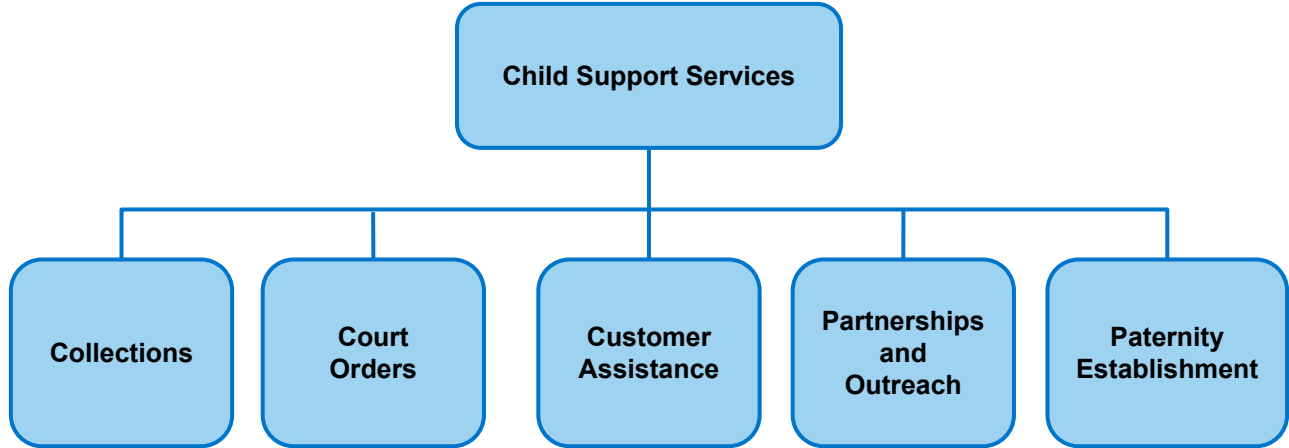 Child Support Services
Collections
Court
Orders
Customer
Assistance
Partnerships
and
Outreach
Paternity
Establishment